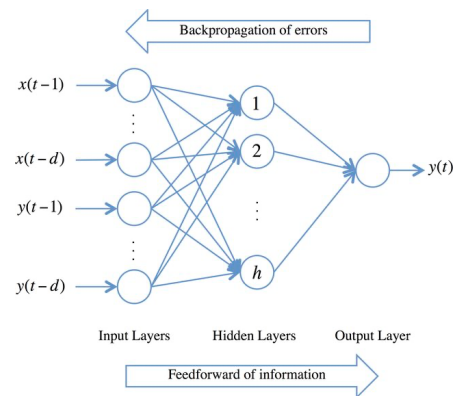 Backpropagation of errors
x(t−1)
1
x(t−d)
2
y(t)
y(t−1)
y(t−d)
h
Input Layers
Hidden Layers
Output Layer
Feedforward of information